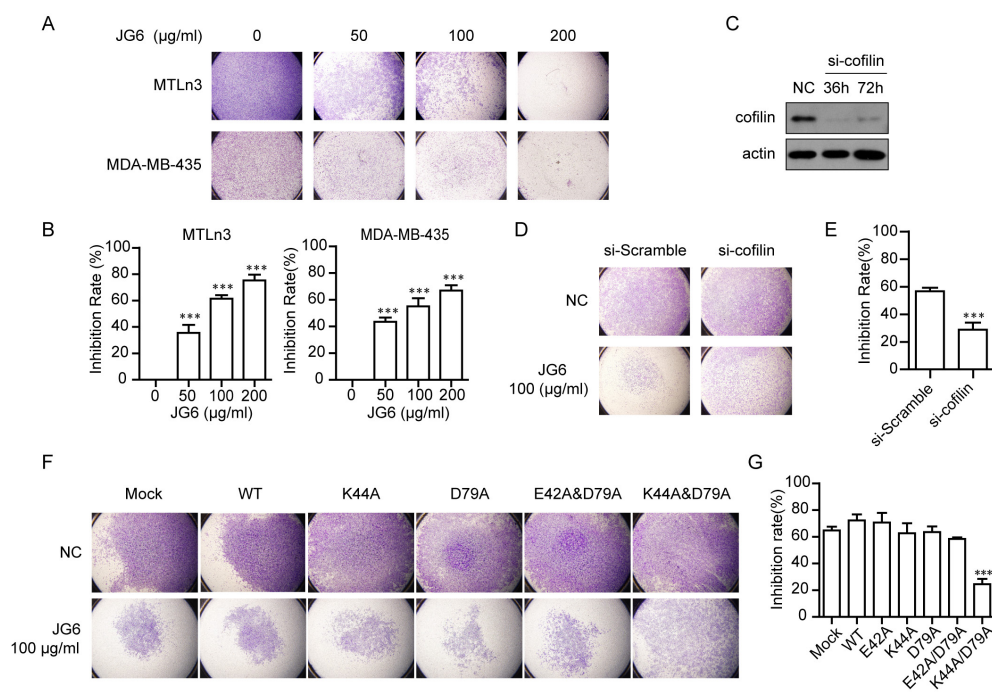 A
JG6 (μg/ml) 0 50 100 200
MTLn3
MDA-MB-435
B
MTLn3
Inhibition Rate (%)
100
80
60
40
20
0
*** *** ***
0 50 100 200
JG6 (μg/ml)
MDA-MB-435
Inhibition Rate(%)
100
80
60
40
20
0
*** *** ***
0 50 100 200
JG6 (μg/ml)
C
si-cofilin
NC 36h 72h
cofilin
actin
D
si-Scramble si-cofilin
NC
JG6
100 (μg/ml)
E
Inhibition Rate(%)
100
80
60
40
20
0
***
si-Scramble
si-cofilin
F
Mock WT K44A D79A E42A&D79A K44A&D79A
NC
JG6
100 μg/ml
G
Inhibition rate(%)
100
80
60
40
20
0
***
Mock
WT
E42A
K44A
D79A
E42A/D79A
K44A/D79A